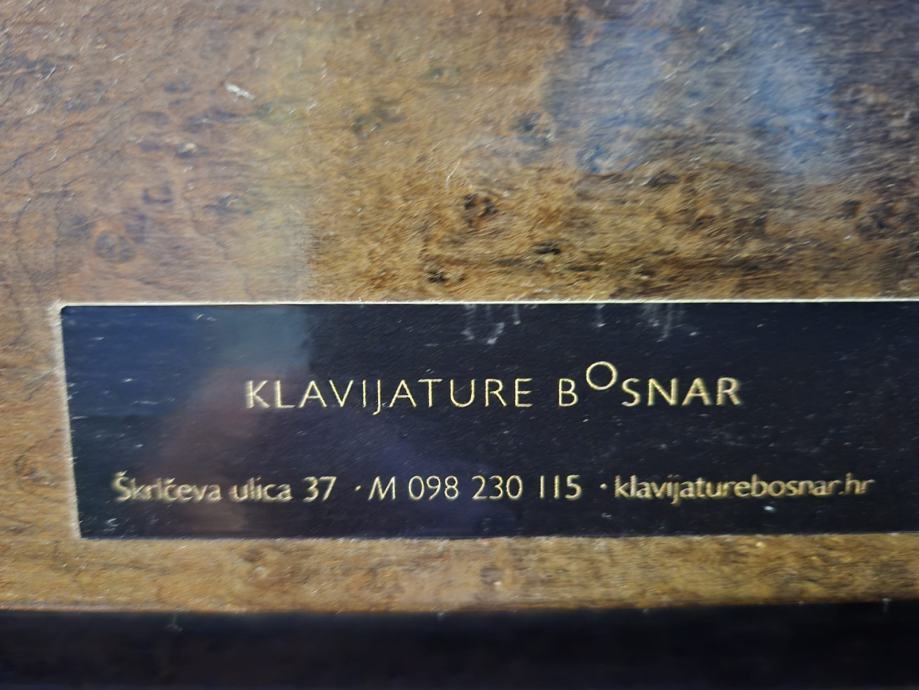 KLAVIJATURE BOSNAR
Škrlčeva ulica 37 · M 098 230 115 · klavijaturebosnar.hr